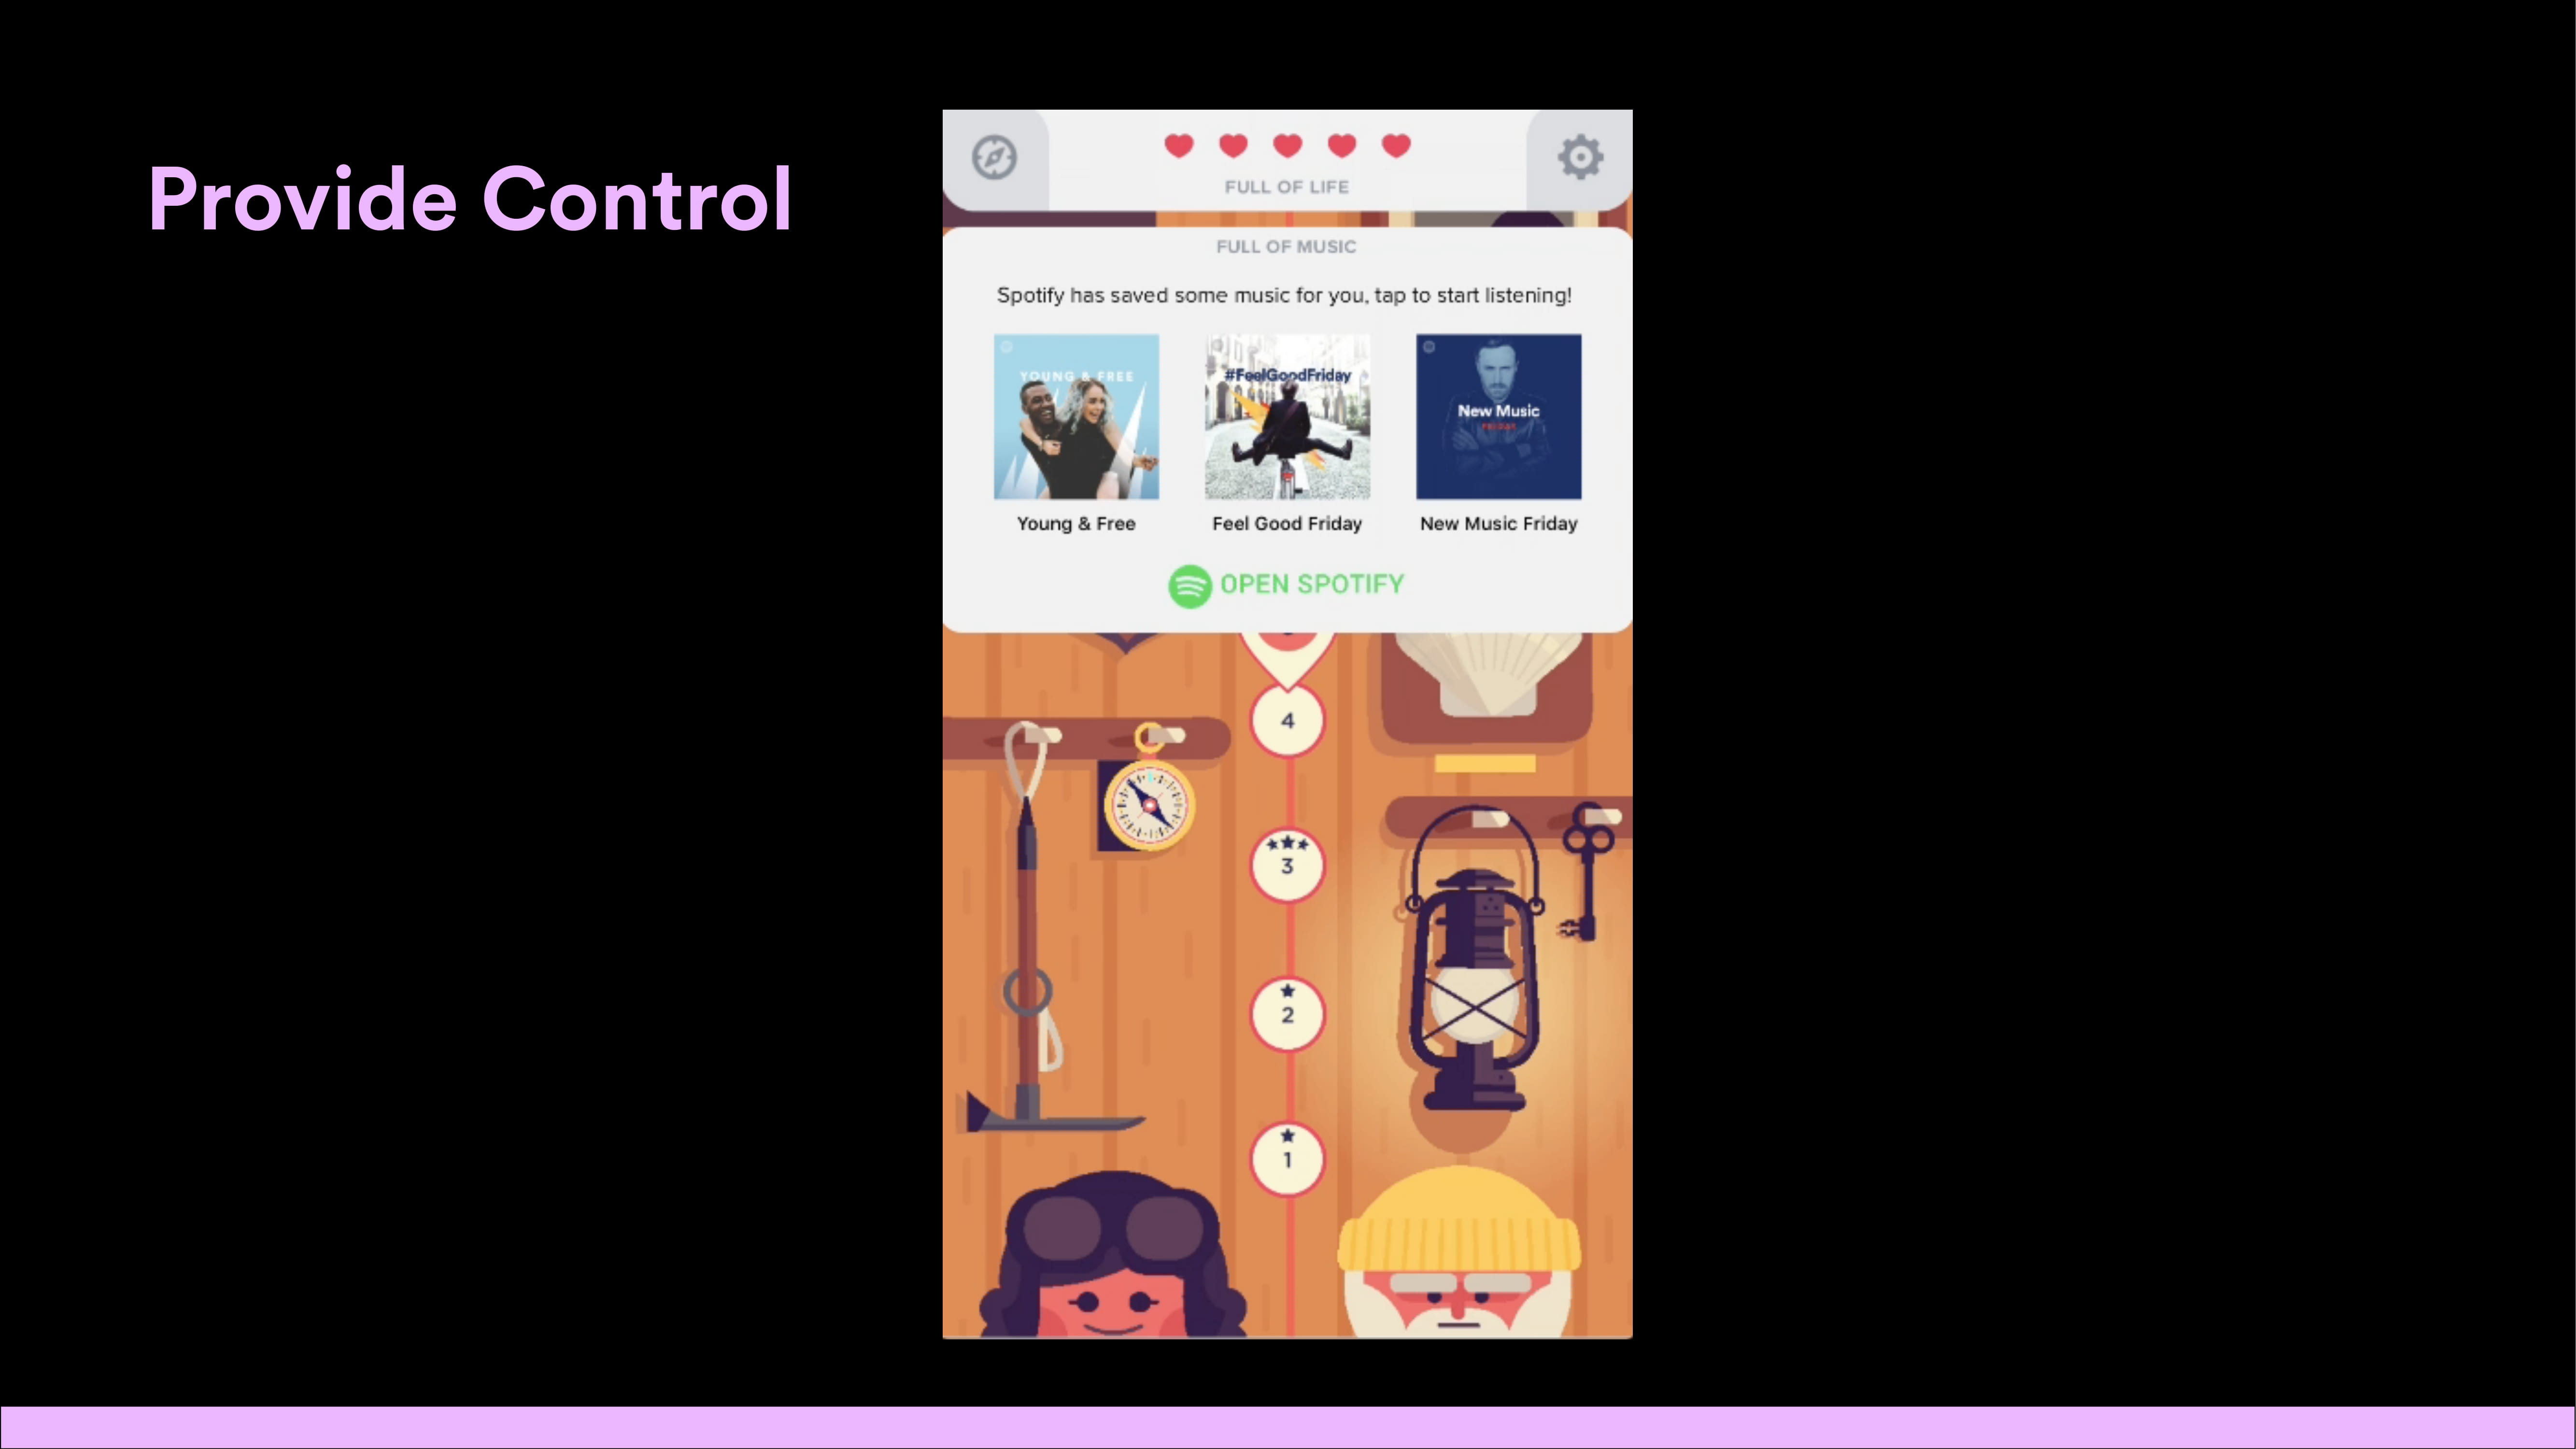 Provide Control
FULL OF LIFE
FULL OF MUSIC
Spotify has saved some music for you, tap to start listening!
YOUNG & FREE
#FeelGoodFriday
New Music
FRIDAY
Young & Free
Feel Good Friday
New Music Friday
OPEN SPOTIFY
4
3
2
1